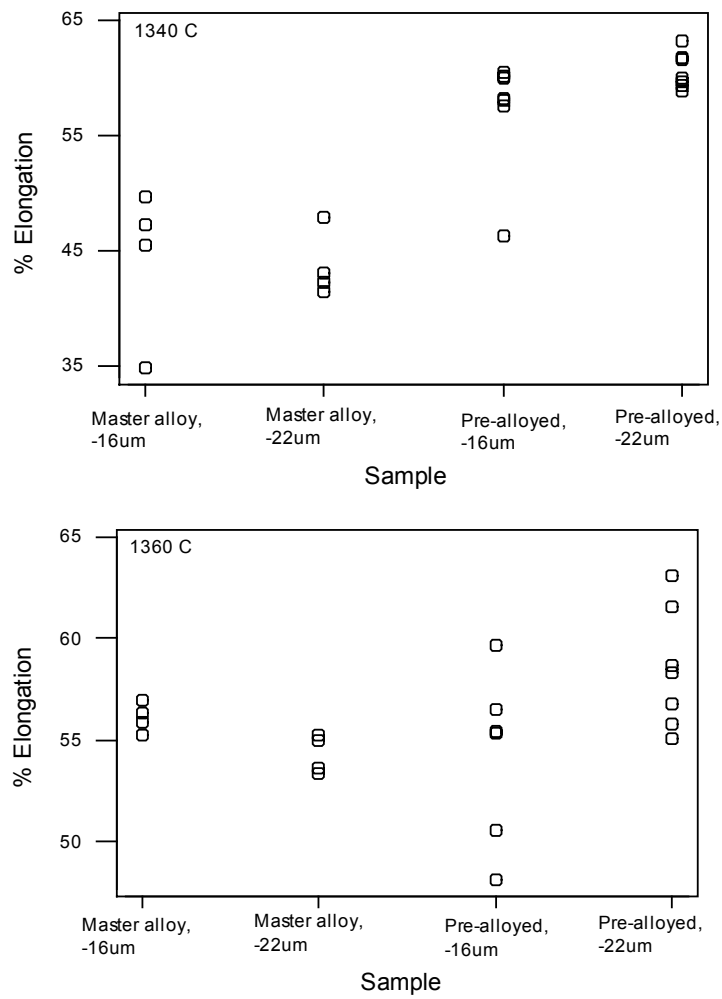 65
1340 C
55
% Elongation
45
35
Master alloy,
-16um
Master alloy,
-22um
Pre-alloyed,
-16um
Pre-alloyed,
-22um
Sample
65
1360 C
60
% Elongation
55
50
Master alloy,
-16um
Master alloy,
-22um
Pre-alloyed,
-16um
Pre-alloyed,
-22um
Sample